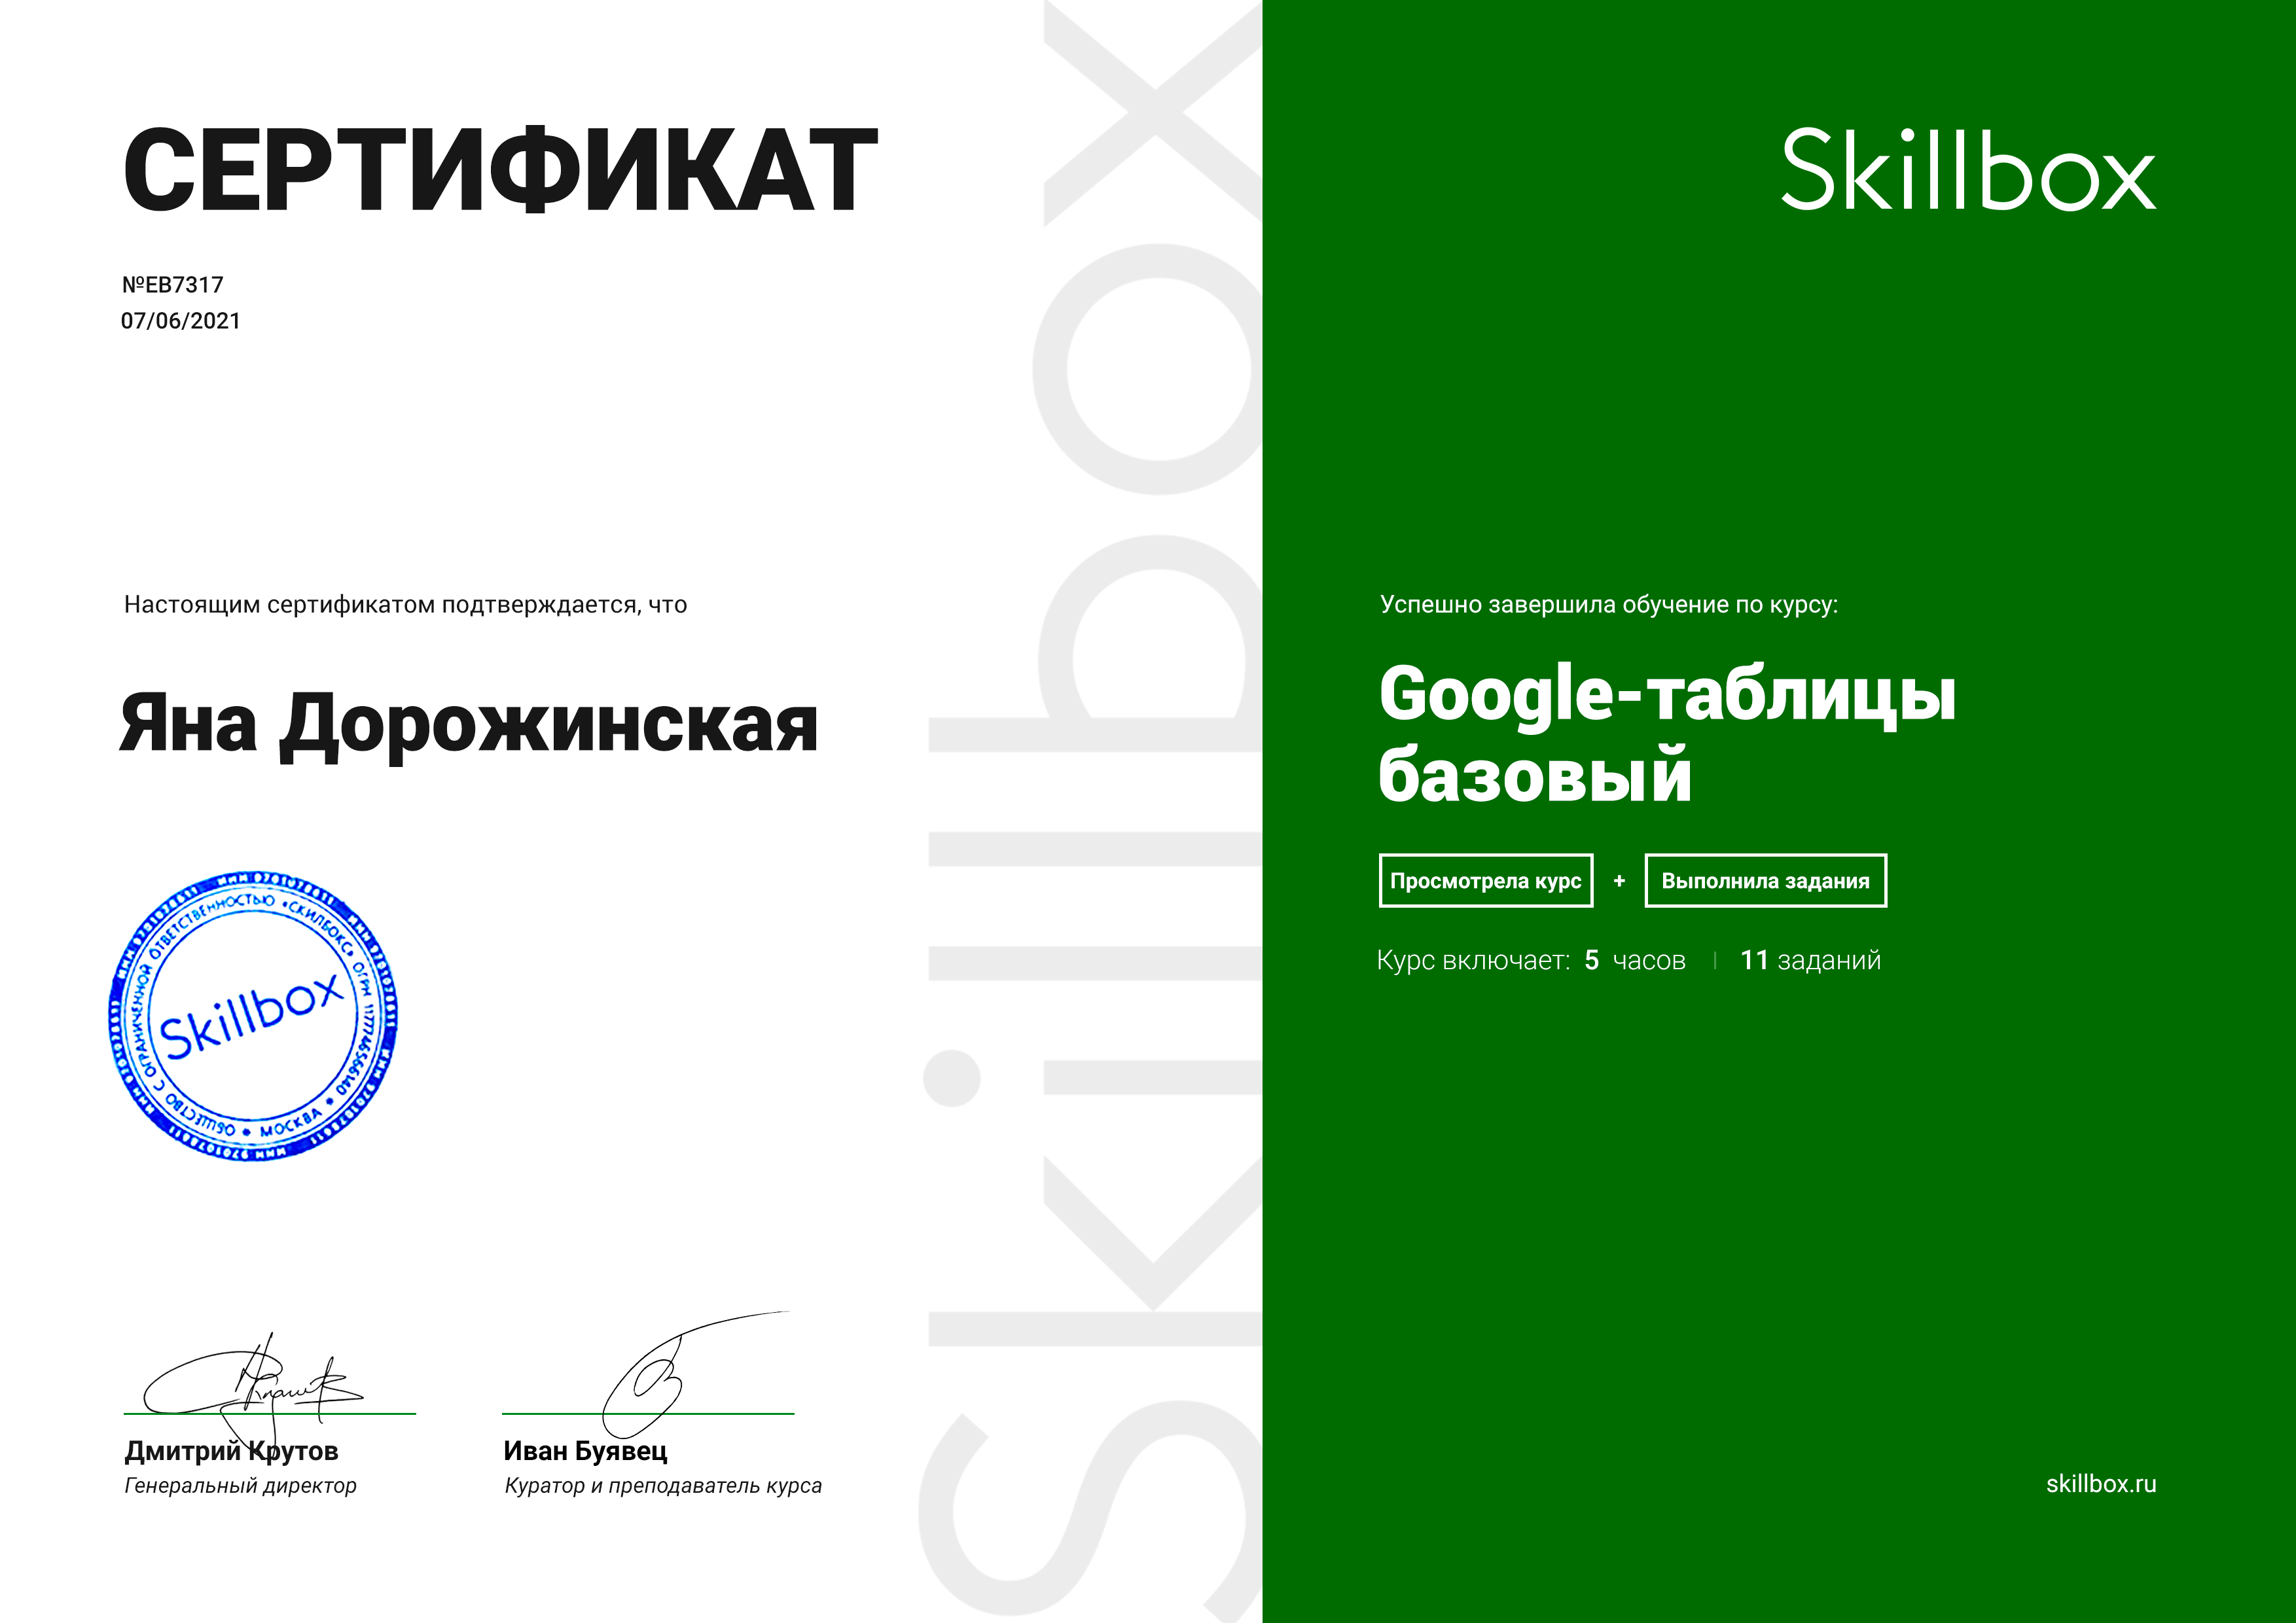 СЕРТИФИКАТ
№EB7317
07/06/2021
Настоящим сертификатом подтверждается, что
Яна Дорожинская
ОБЩЕСТВО С ОГРАНИЧЕННОЙ ОТВЕТСТВЕННОСТЬЮ «СКИЛБОКС» ОГРН 1177746566140 * МОСКВА *
Skillbox
Дмитрий Крутов
Генеральный директор
Иван Буявец
Куратор и преподаватель курса
Skillbox
Skillbox
Успешно завершила обучение по курсу:
Google-таблицы
базовый
Просмотрела курс + Выполнила задания
Курс включает: 5 часов | 11 заданий
skillbox.ru